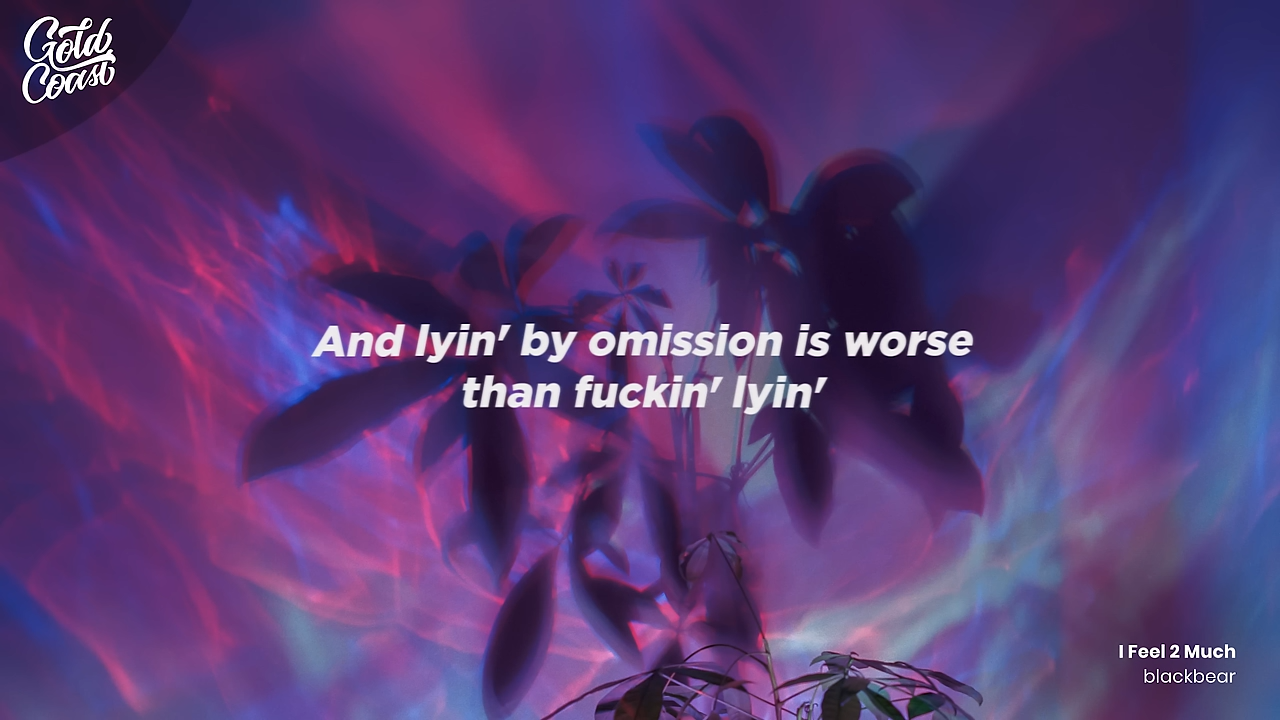 Gold
Coast
And lyin' by omission is worse
than fuckin' lyin'
I Feel 2 Much
blackbear